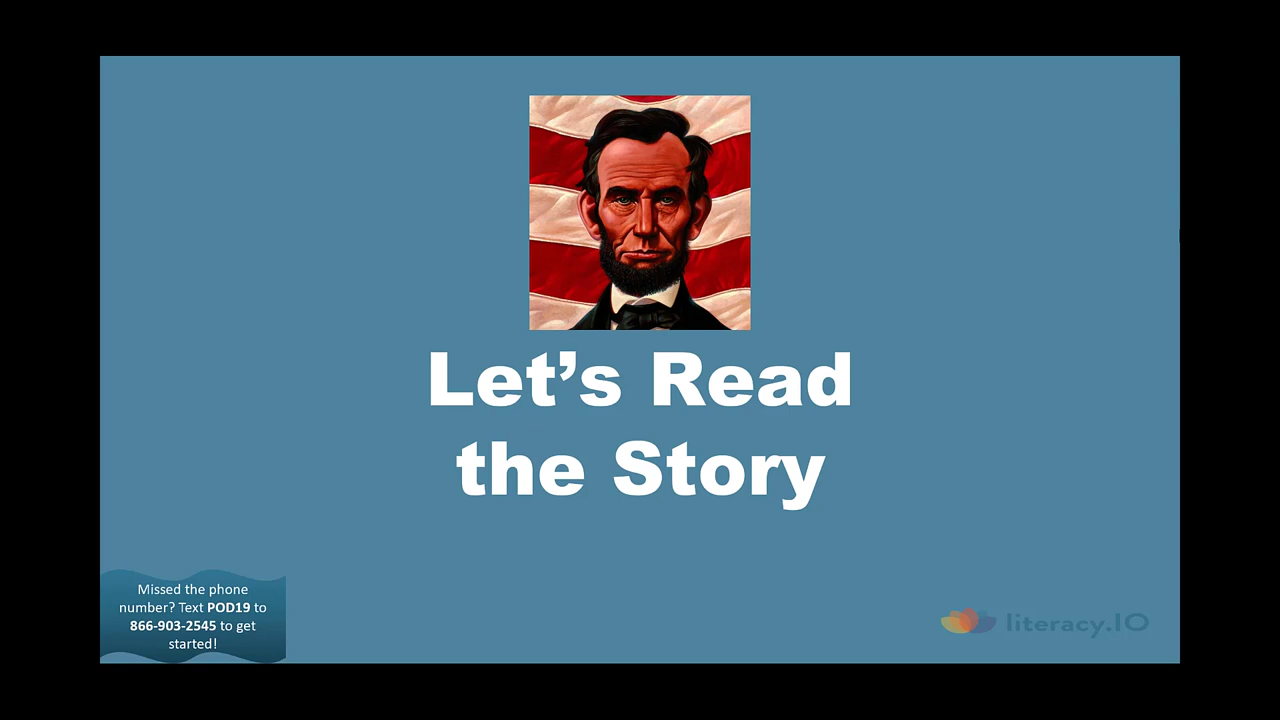 Let’s Read
the Story
Missed the phone
number? Text POD19 to
866-903-2545 to get
started!
literacy.IO